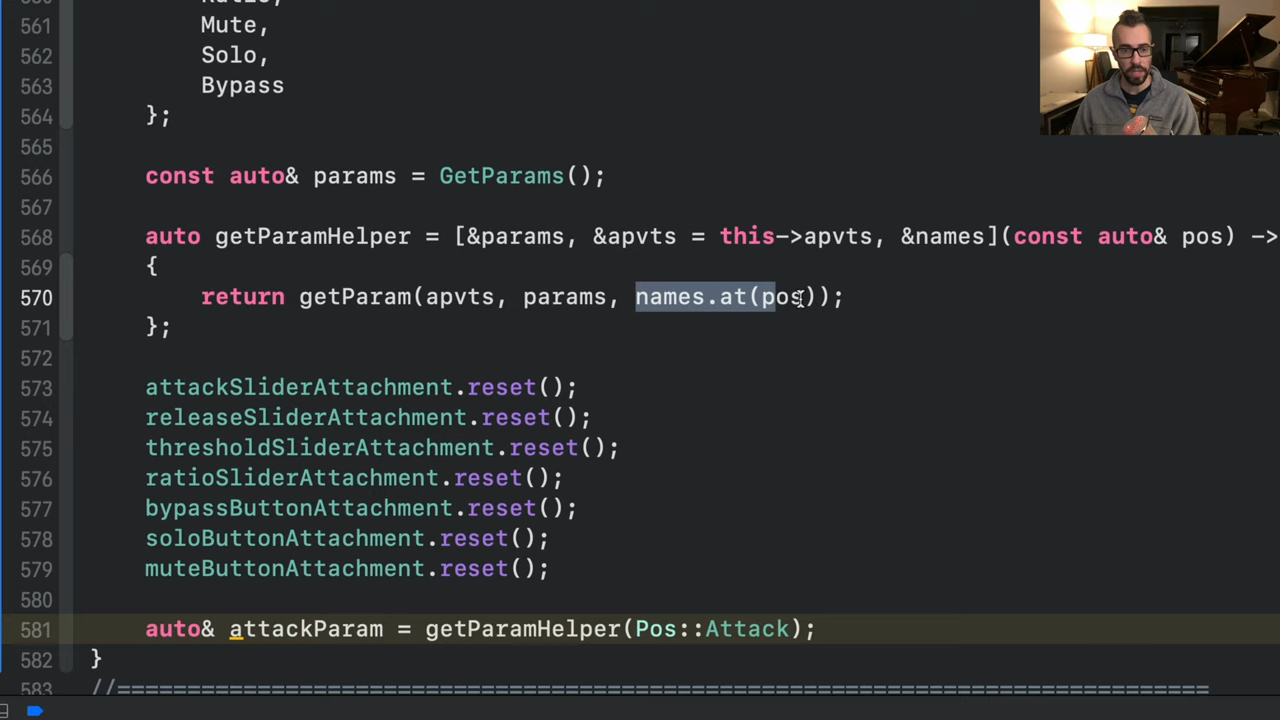 561 Mute,
562 Solo,
563 Bypass
564 };
565
566 const auto& params = GetParams();
567
568 auto getParamHelper = [&params, &apvts = this->apvts, &names](const auto& pos) ->
569 {
570 return getParam(apvts, params, names.at(pos));
571 };
572
573 attackSliderAttachment.reset();
574 releaseSliderAttachment.reset();
575 thresholdSliderAttachment.reset();
576 ratioSliderAttachment.reset();
577 bypassButtonAttachment.reset();
578 soloButtonAttachment.reset();
579 muteButtonAttachment.reset();
580
581 auto& attackParam = getParamHelper(Pos::Attack);
582 }
583 //==============================================================================